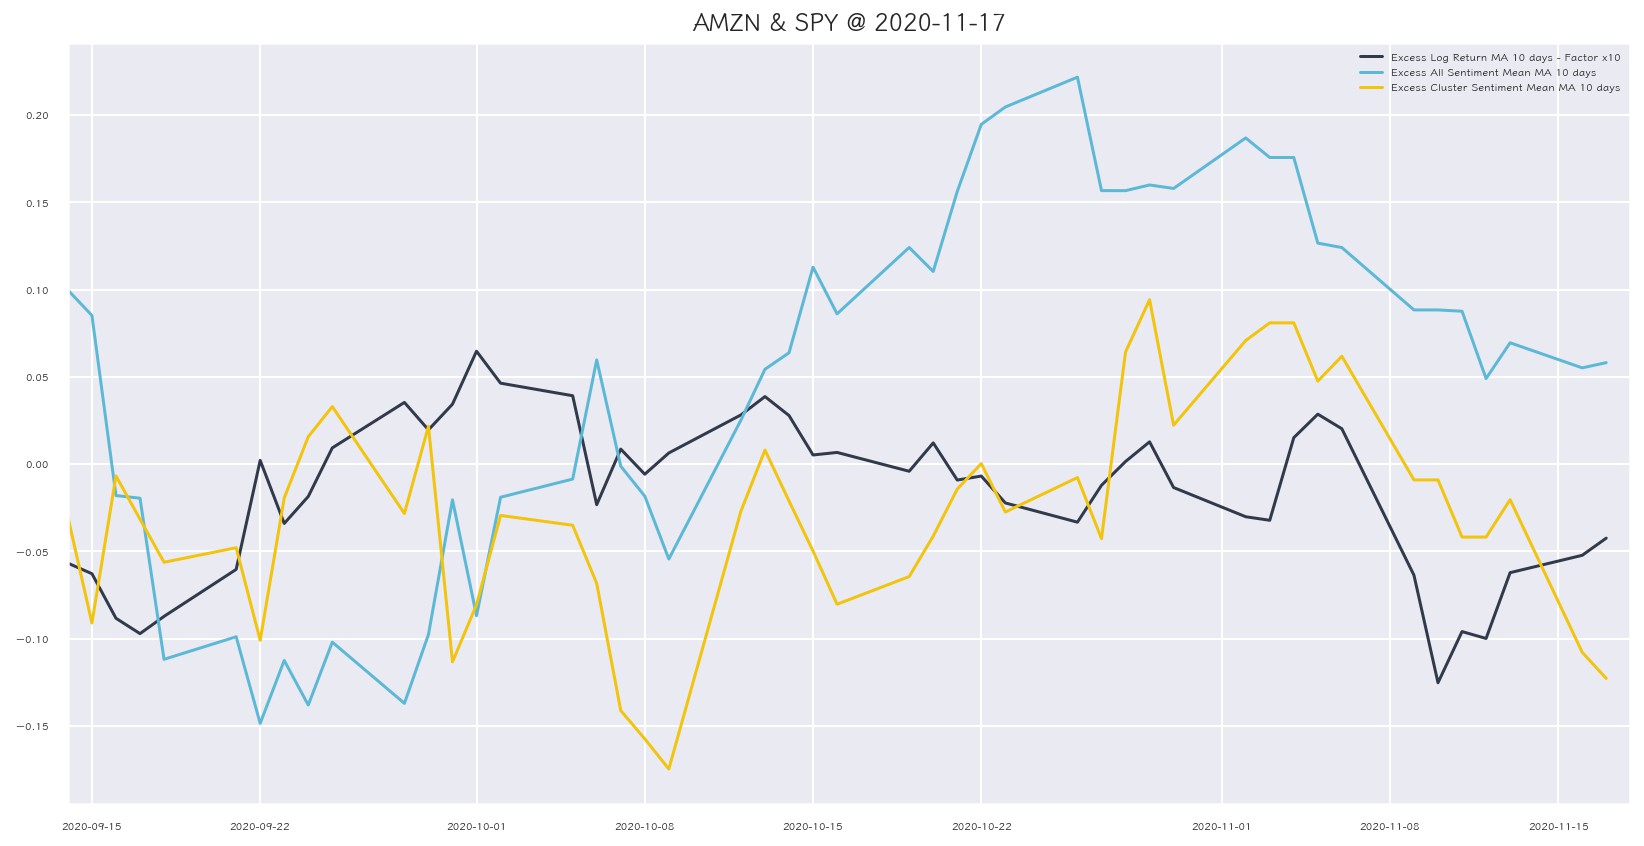 AMZN & SPY @ 2020-11-17
Excess Log Return MA 10 days - Factor x10
Excess All Sentiment Mean MA 10 days
Excess Cluster Sentiment Mean MA 10 days
0.20
0.15
0.10
0.05
0.00
−0.05
−0.10
−0.15
2020-09-15 2020-09-22 2020-10-01 2020-10-08 2020-10-15 2020-10-22 2020-11-01 2020-11-08 2020-11-15